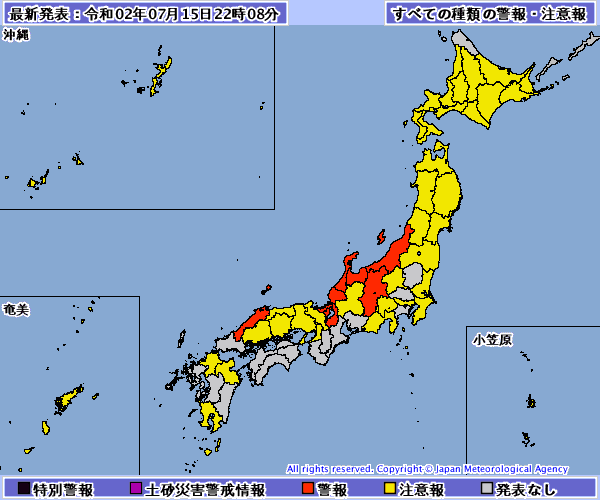 最新発表：令和02年07月15日22時08分
すべての種類の警報・注意報
沖縄
奄美
小笠原
All rights reserved. Copyright © Japan Meteorological Agency
特別警報 土砂災害警戒情報 警報 注意報 発表なし